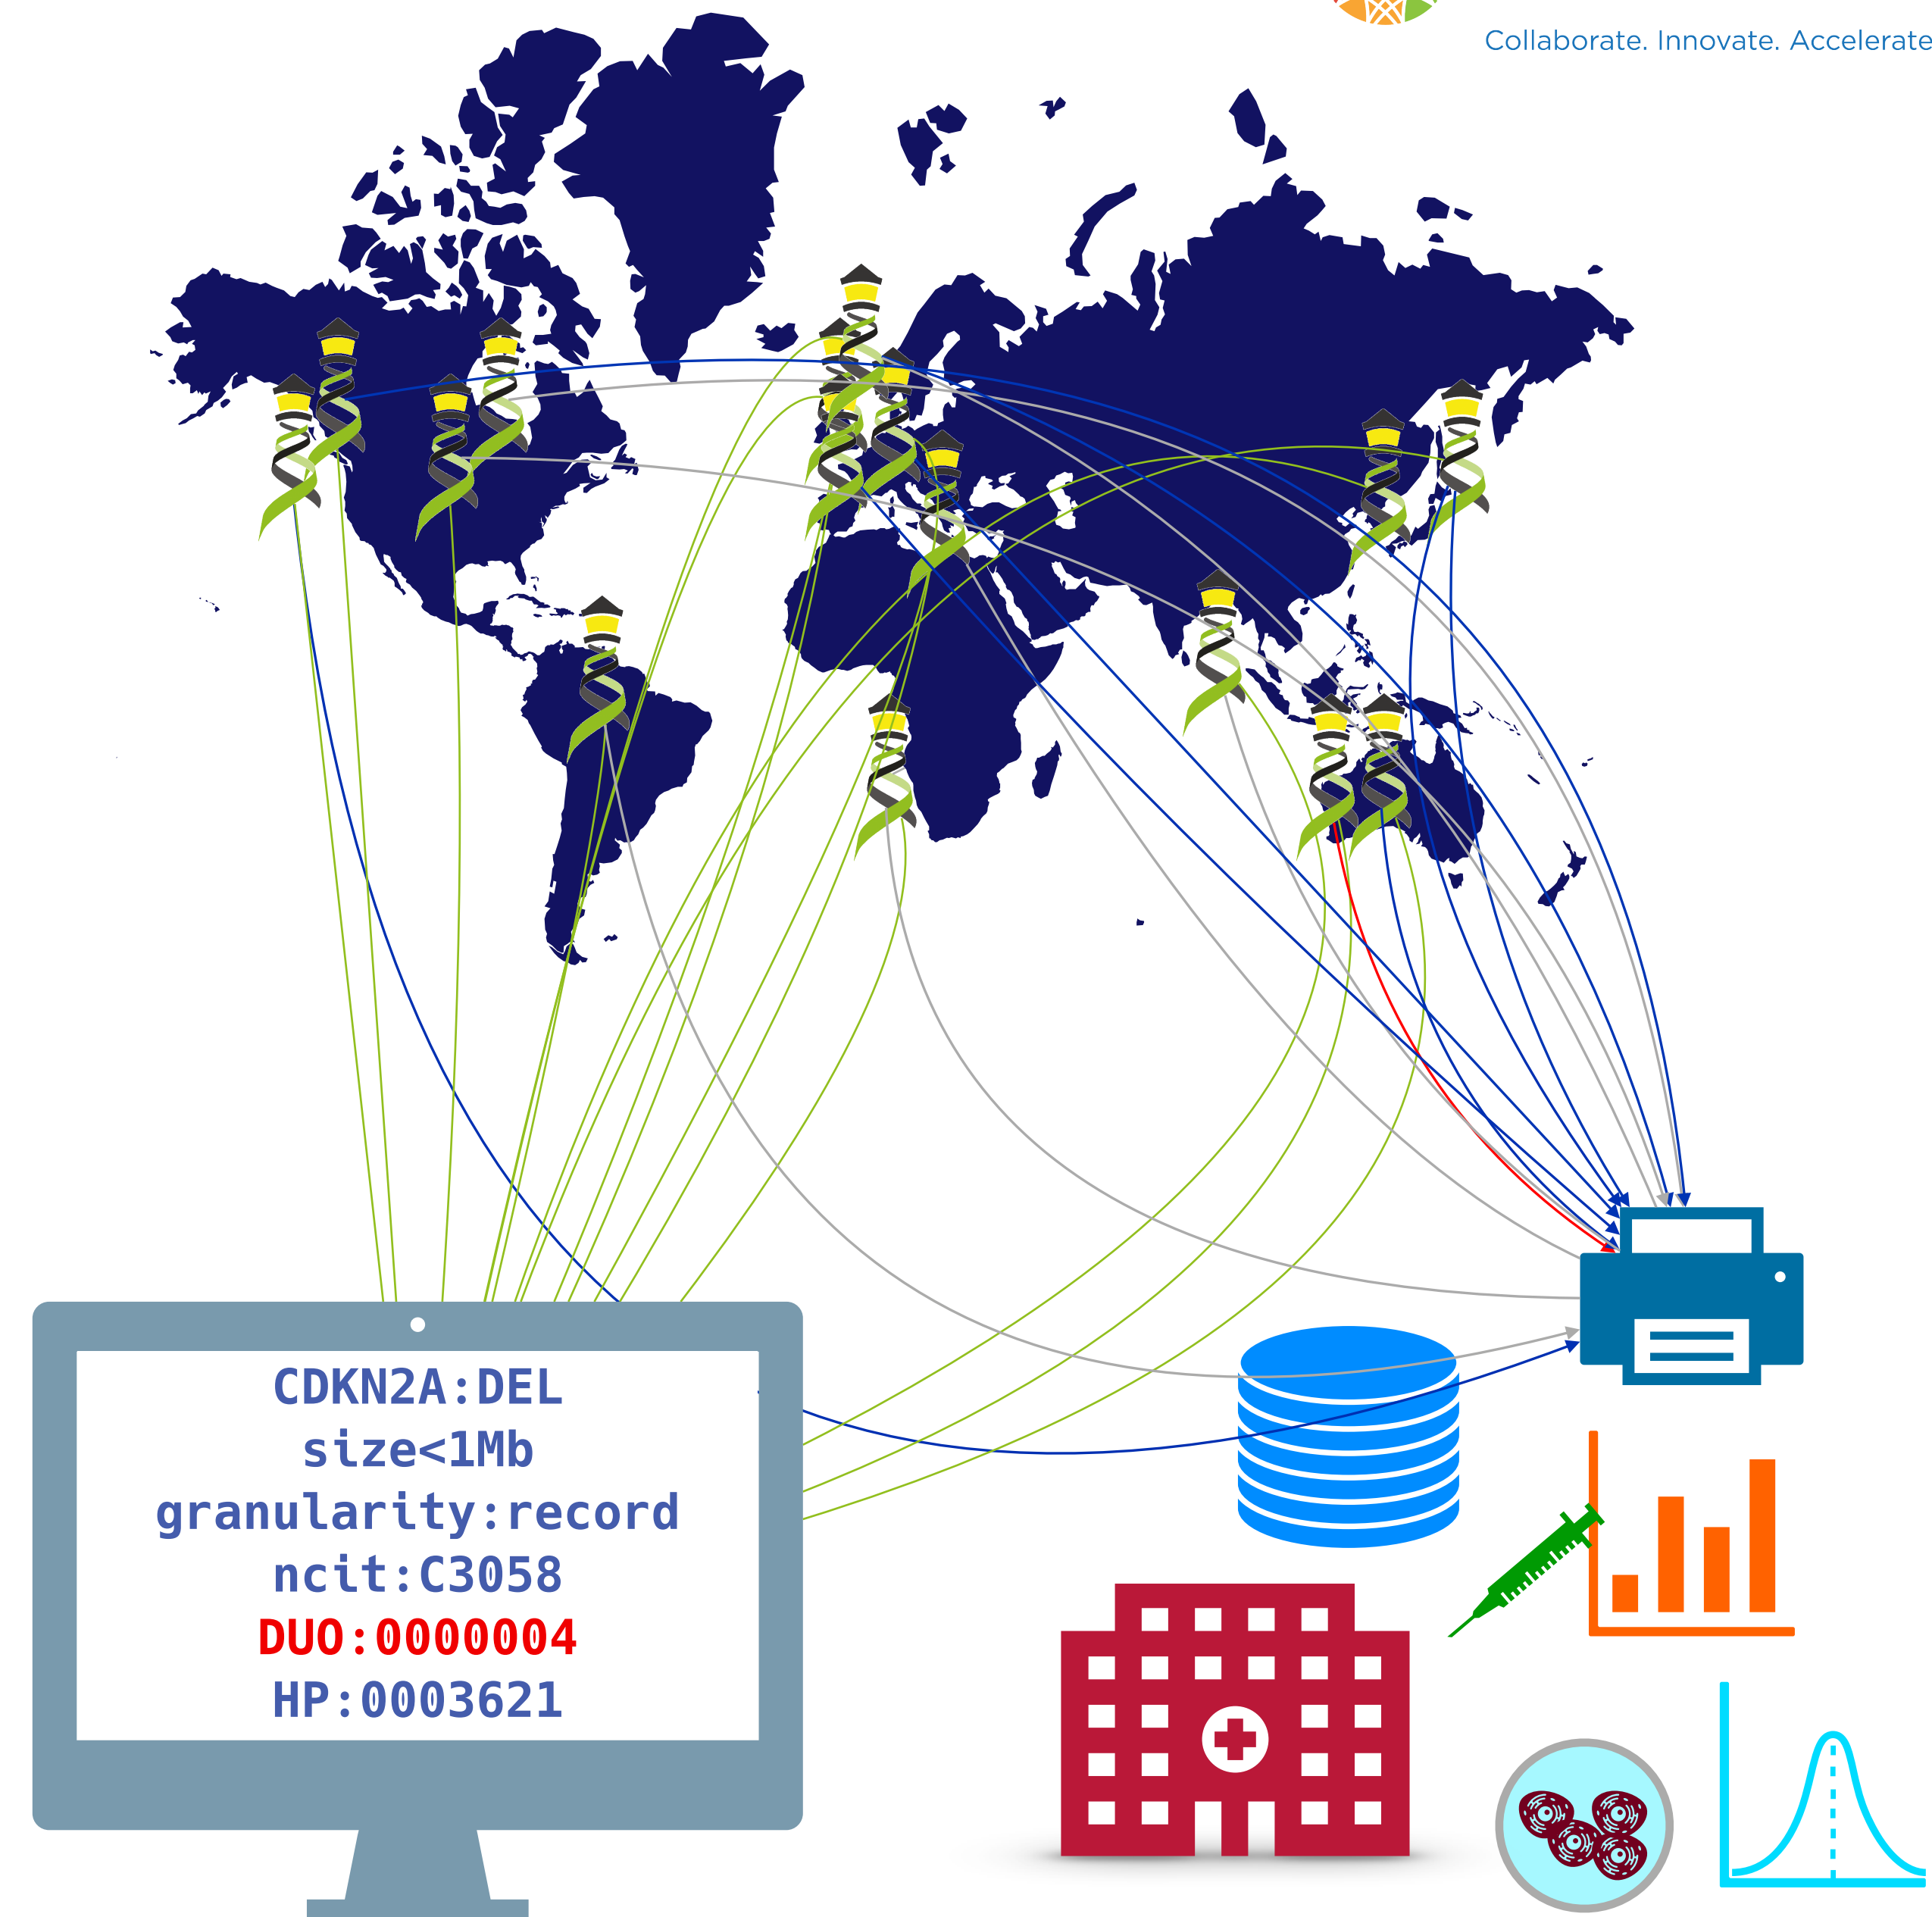 Collaborate. Innovate. Accelerate
CDKN2A:DEL
size<1Mb
granularity:record
ncit:C3058
DUO:0000004
HP:0003621